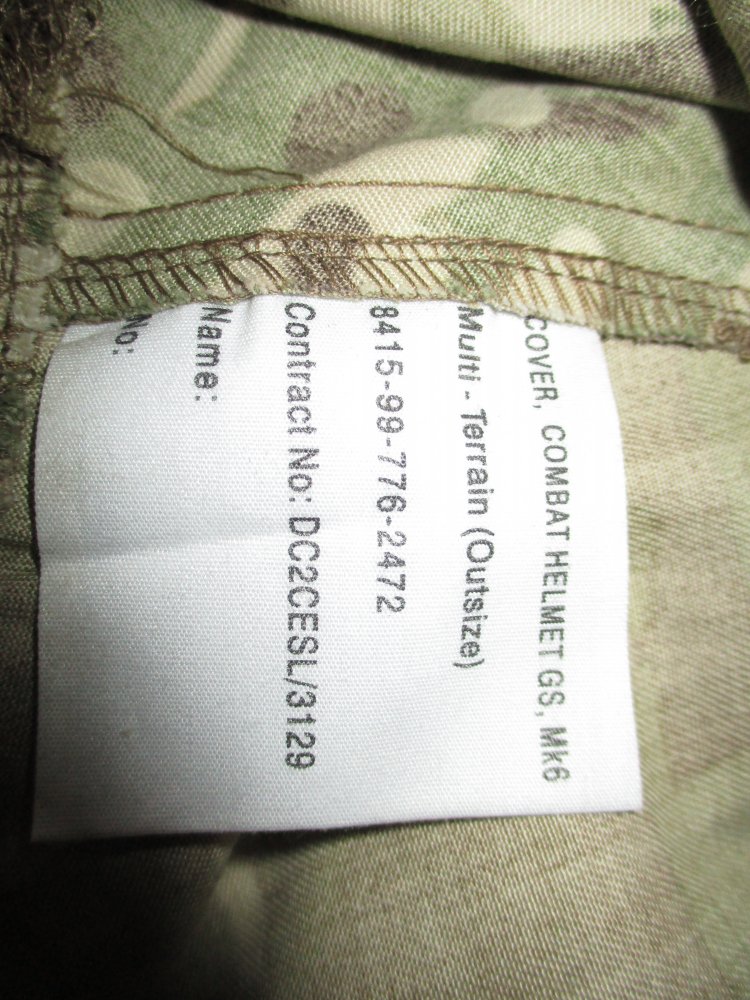 COVER, COMBAT HELMET GS, Mk6
Multi - Terrain (Outsize)
8415-99-776-2472
Contract No: DC2CESL/3129
Name:
No: